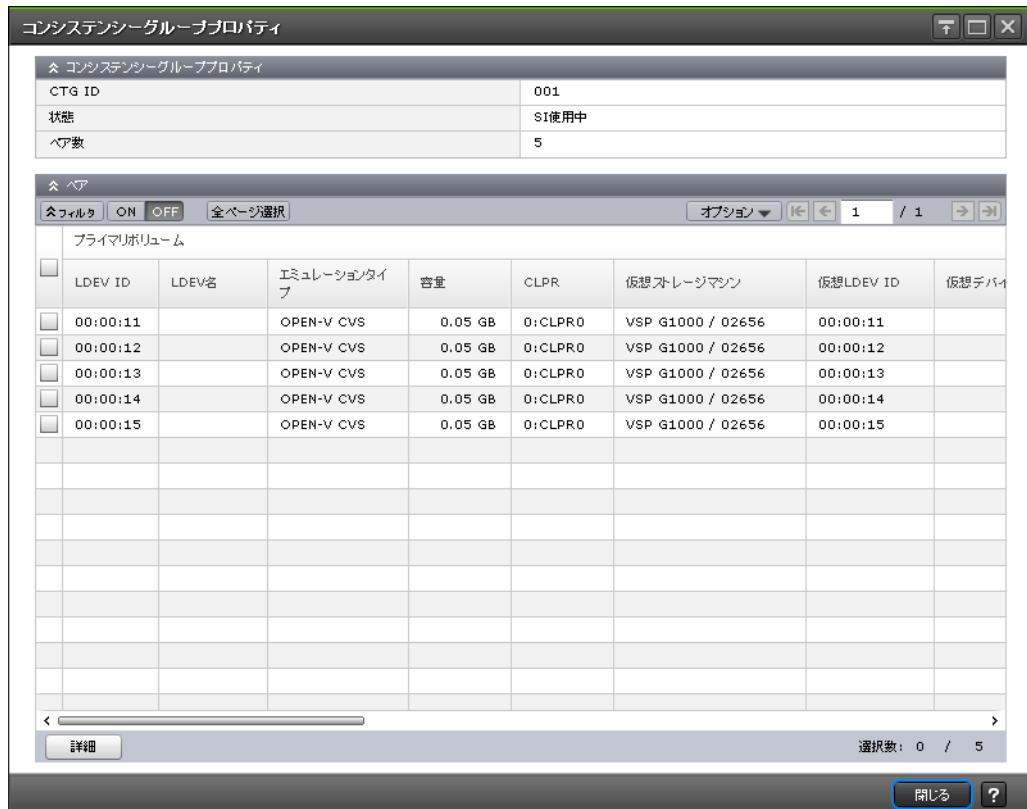 コンシステンシーグループプロパティ
コンシステンシーグループプロパティ
CTG ID 001
状態 SI使用中
ペア数 5
ペア
フィルタ ON OFF 全ページ選択 オプション 1 / 1
プライマリボリューム
LDEV ID LDEV名 エミュレーションタイプ 容量 CLPR 仮想ストレージマシン 仮想LDEV ID 仮想デバイ
00:00:11 OPEN-V CVS 0.05 GB 0:CLPR0 VSP G1000 / 02656 00:00:11
00:00:12 OPEN-V CVS 0.05 GB 0:CLPR0 VSP G1000 / 02656 00:00:12
00:00:13 OPEN-V CVS 0.05 GB 0:CLPR0 VSP G1000 / 02656 00:00:13
00:00:14 OPEN-V CVS 0.05 GB 0:CLPR0 VSP G1000 / 02656 00:00:14
00:00:15 OPEN-V CVS 0.05 GB 0:CLPR0 VSP G1000 / 02656 00:00:15
詳細 選択数: 0 / 5
閉じる ?